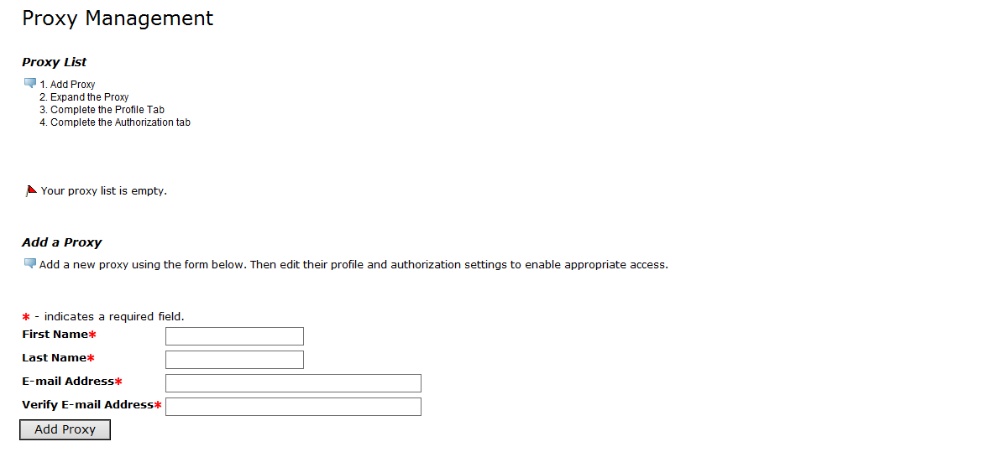 Proxy Management
Proxy List
1. Add Proxy
2. Expand the Proxy
3. Complete the Profile Tab
4. Complete the Authorization tab
Your proxy list is empty.
Add a Proxy
Add a new proxy using the form below. Then edit their profile and authorization settings to enable appropriate access.
* - indicates a required field.
First Name*
Last Name*
E-mail Address*
Verify E-mail Address*
Add Proxy